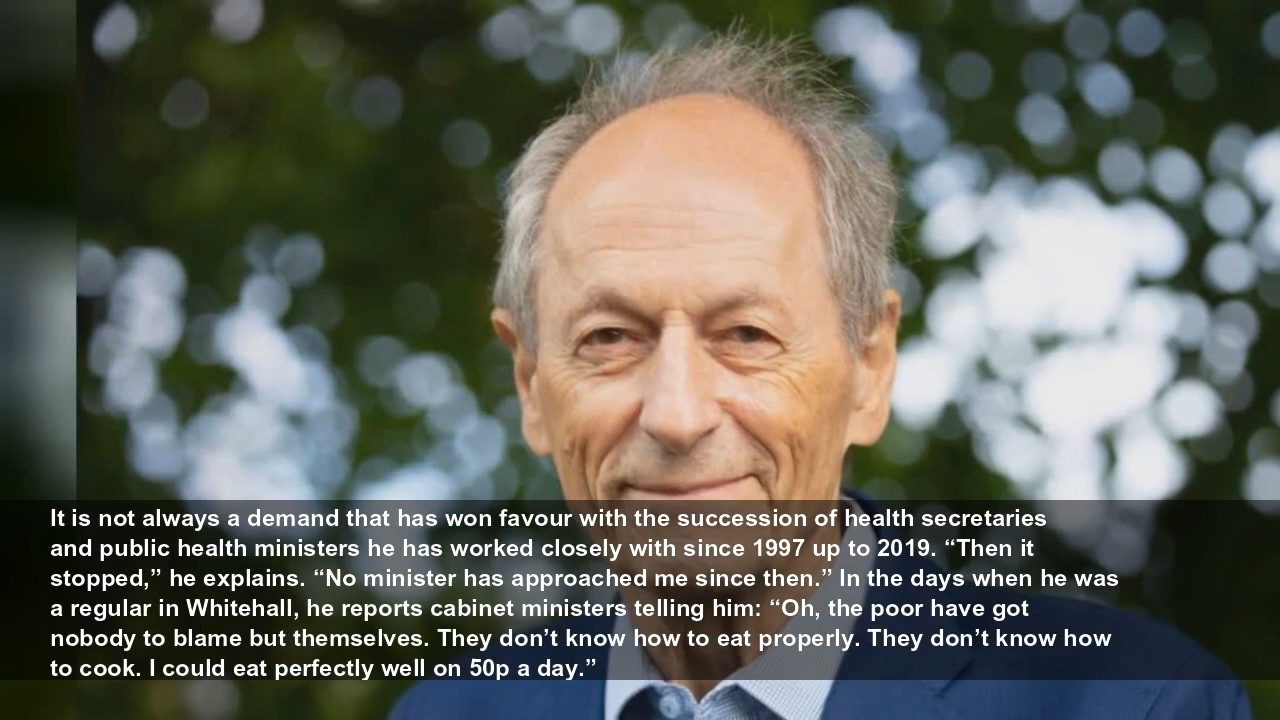 It is not always a demand that has won favour with the succession of health secretaries
and public health ministers he has worked closely with since 1997 up to 2019. “Then it
stopped,” he explains. “No minister has approached me since then.” In the days when he was
a regular in Whitehall, he reports cabinet ministers telling him: “Oh, the poor have got
nobody to blame but themselves. They don’t know how to eat properly. They don’t know how
to cook. I could eat perfectly well on 50p a day.”